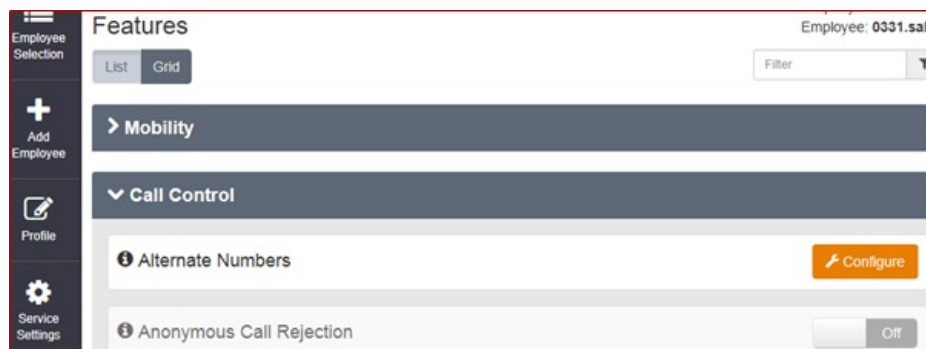 Employee
Selection
Add
Employee
Profile
Service
Settings
Features
Employee: 0331.sal
List Grid
Filter
Mobility
Call Control
Alternate Numbers
Configure
Anonymous Call Rejection
Off